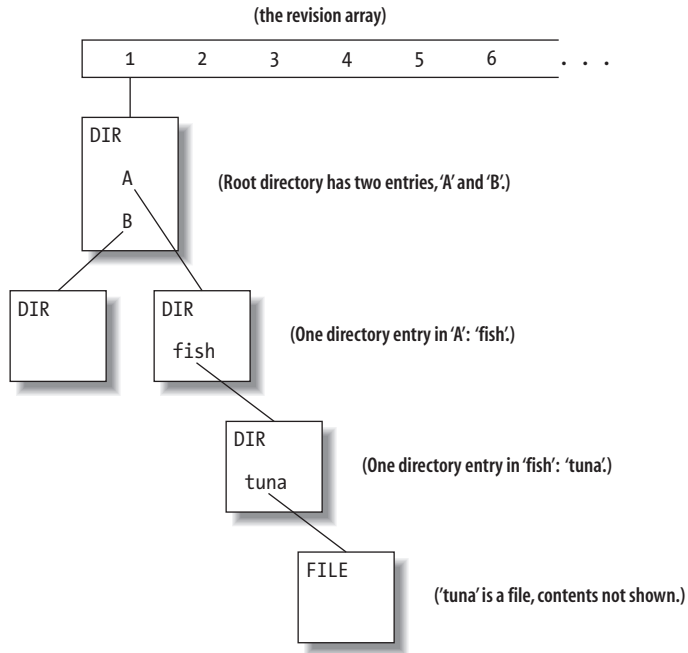 (the revision array)
1 2 3 4 5 6 . . .
DIR
A
B
(Root directory has two entries, ‘A’ and ‘B’.)
DIR
DIR
fish
(One directory entry in ‘A’: ‘fish’.)
DIR
tuna
(One directory entry in ‘fish’: ‘tuna’.)
FILE
(‘tuna’ is a file, contents not shown.)